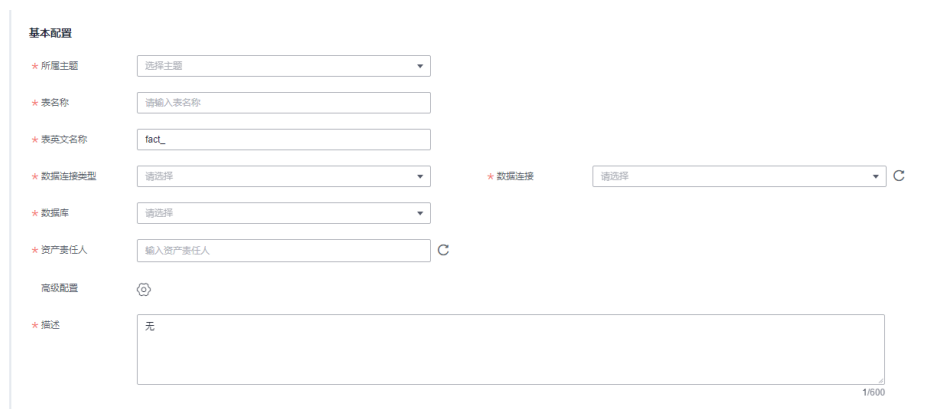 基本配置
* 所属主题 选择主题
* 表名称 请输入表名称
* 表英文名称 fact_
* 数据连接类型 请选择 * 数据连接 请选择
* 数据库 请选择
* 资产责任人 输入资产责任人
高级配置
* 描述 无
1/600